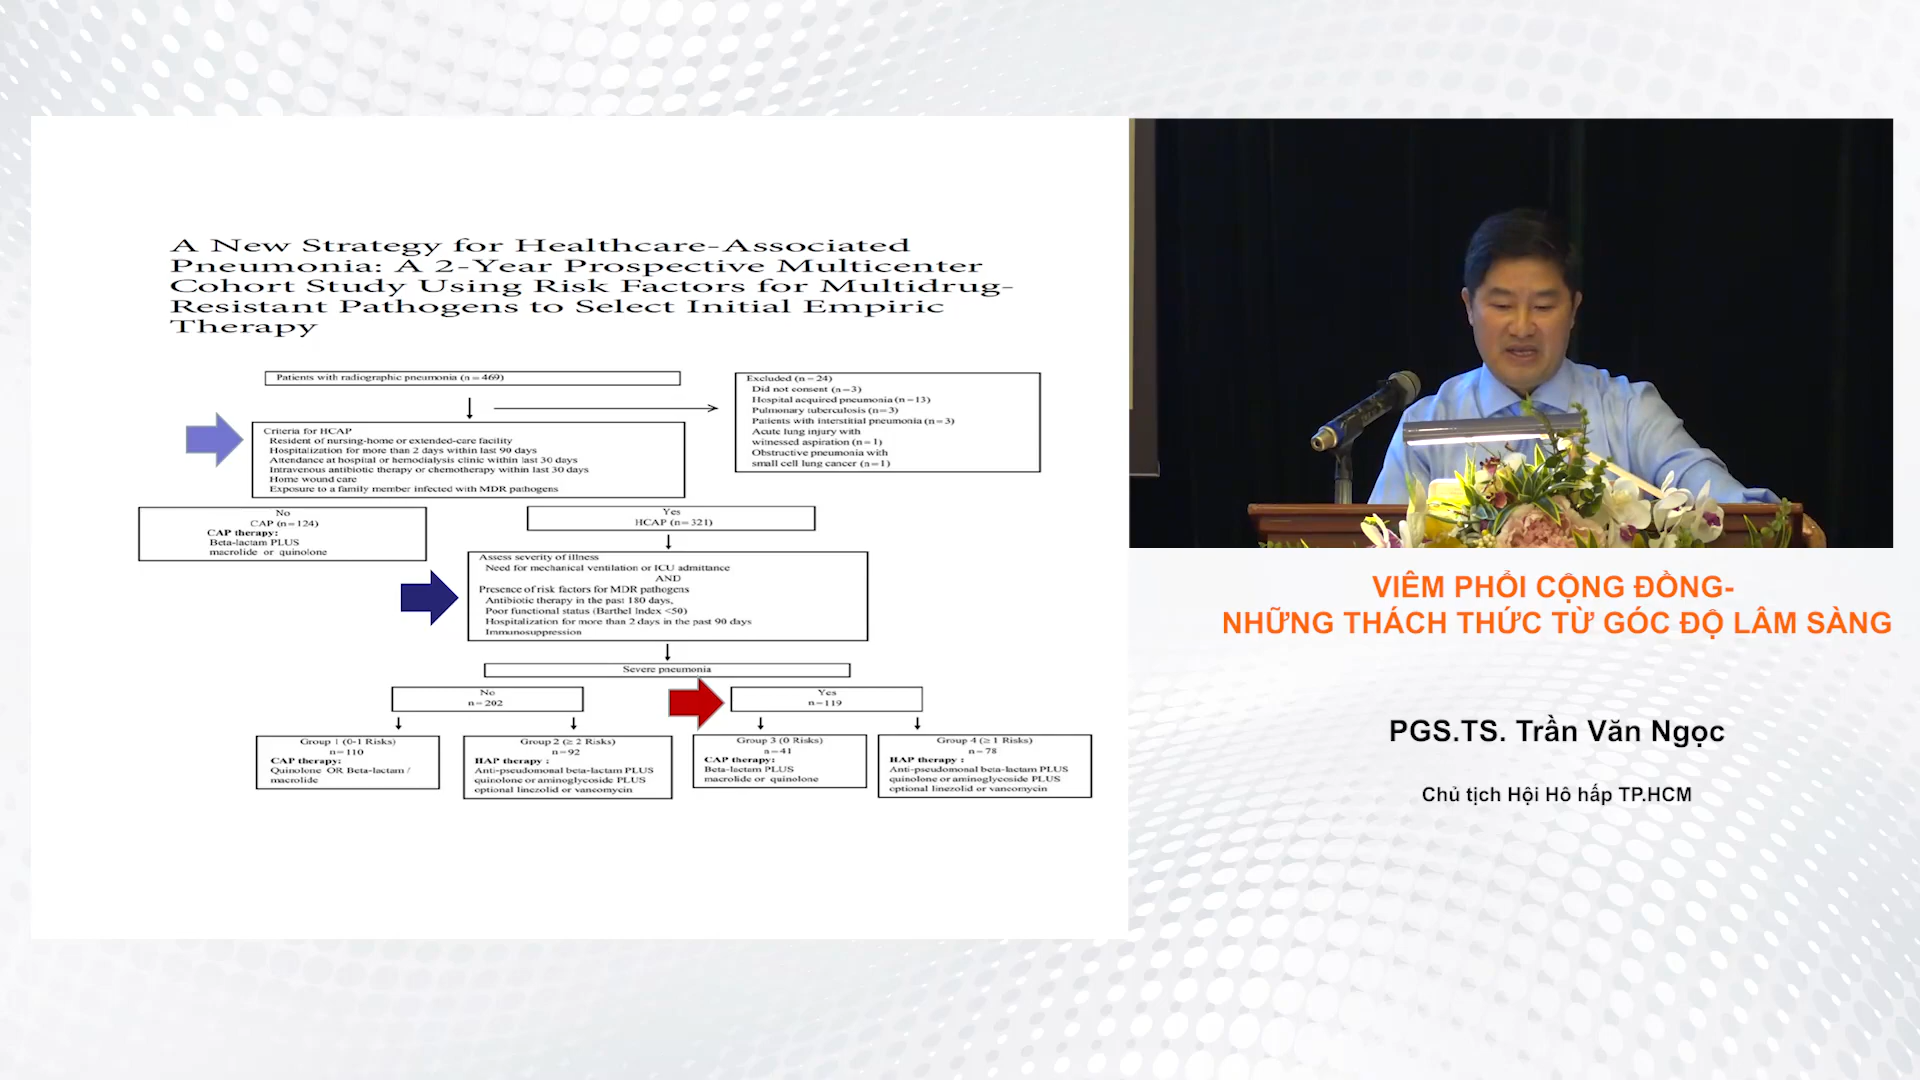 A New Strategy for Healthcare-Associated
Pneumonia: A 2-Year Prospective Multicenter
Cohort Study Using Risk Factors for Multidrug-
Resistant Pathogens to Select Initial Empiric
Therapy
Patients with radiographic pneumonia (n = 469)
Excluded (n = 24)
Did not consent (n = 3)
Hospital acquired pneumonia (n = 13)
Pulmonary tuberculosis (n = 3)
Patients with interstitial pneumonia (n = 3)
Acute lung injury with
witnessed aspiration (n = 1)
Obstructive pneumonia with
small cell lung cancer (n = 1)
Criteria for HCAP
Resident of nursing-home or extended-care facility
Hospitalization for more than 2 days within last 90 days
Attendance at hospital or hemodialysis clinic within last 30 days
Intravenous antibiotic therapy or chemotherapy within last 30 days
Home wound care
Exposure to a family member infected with MDR pathogens
No
CAP (n = 124)
CAP therapy:
Beta-lactam PLUS
macrolide or quinolone
Yes
HCAP (n = 321)
Assess severity of illness
Need for mechanical ventilation or ICU admittance
AND
Presence of risk factors for MDR pathogens
Antibiotic therapy in the past 180 days,
Poor functional status (Barthel Index <50)
Hospitalization for more than 2 days in the past 90 days
Immunosuppression
Severe pneumonia
No
n = 202
Yes
n = 119
Group 1 (0-1 Risks)
n = 110
CAP therapy:
Quinolone OR Beta-lactam /
macrolide
Group 2 (≥ 2 Risks)
n = 92
HAP therapy :
Anti-pseudomonal beta-lactam PLUS
quinolone or aminoglycoside PLUS
optional linezolid or vancomycin
Group 3 (0 Risks)
n = 41
CAP therapy:
Beta-lactam PLUS
macrolide or quinolone
Group 4 (≥ 1 Risks)
n = 78
HAP therapy :
Anti-pseudomonal beta-lactam PLUS
quinolone or aminoglycoside PLUS
optional linezolid or vancomycin
VIÊM PHỔI CỘNG ĐỒNG-
NHỮNG THÁCH THỨC TỪ GÓC ĐỘ LÂM SÀNG
PGS.TS. Trần Văn Ngọc
Chủ tịch Hội Hô hấp TP.HCM